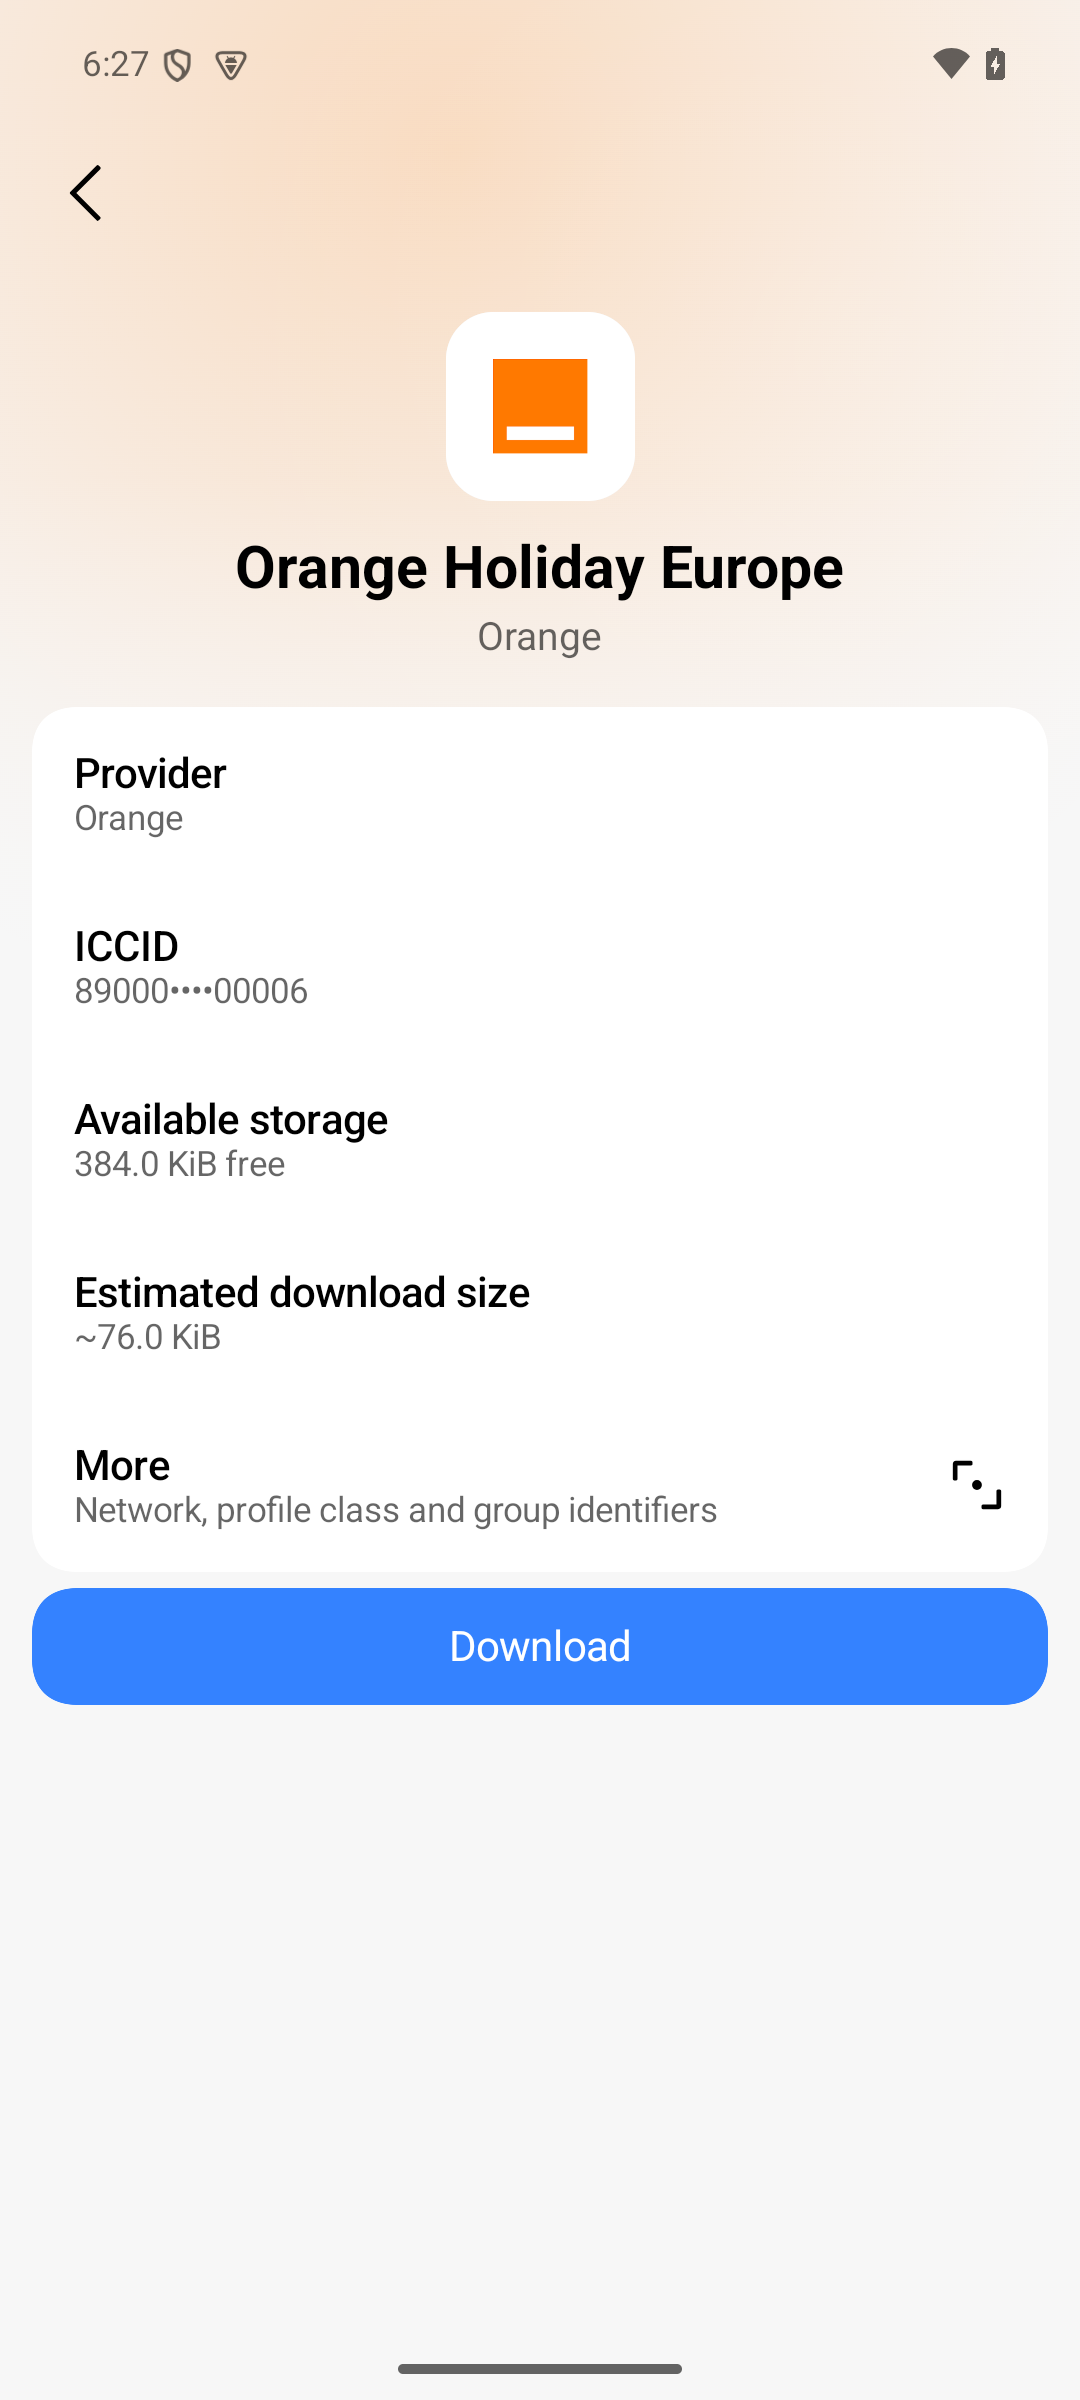 6:27
Orange Holiday Europe
Orange
Provider
Orange
ICCID
89000••••00006
Available storage
384.0 KiB free
Estimated download size
~76.0 KiB
More
Network, profile class and group identifiers
Download